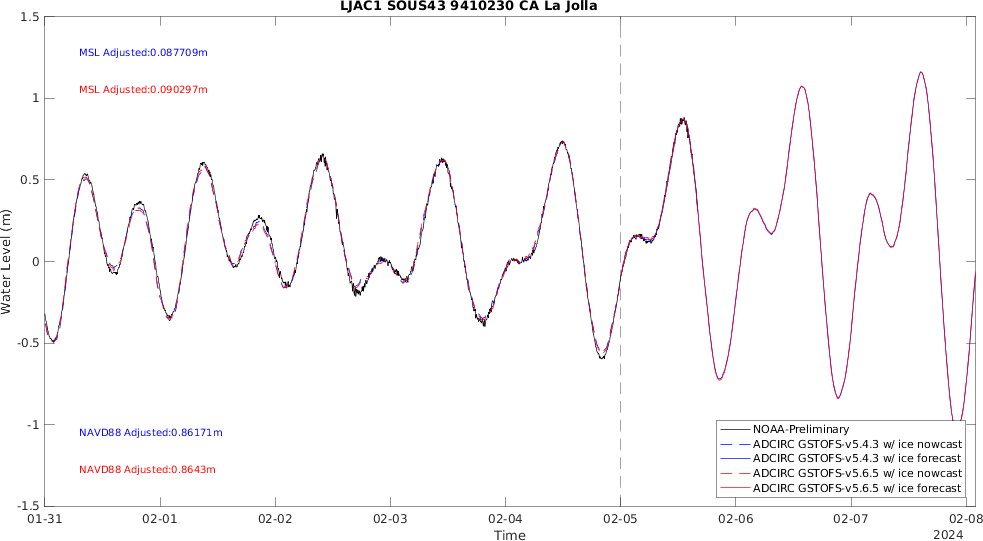 LJAC1 SOUS43 9410230 CA La Jolla
1.5
MSL Adjusted:0.087709m
1
MSL Adjusted:0.090297m
0.5
Water Level (m)
0
-0.5
-1
NAVD88 Adjusted:0.86171m
NAVD88 Adjusted:0.8643m
-1.5
NOAA-Preliminary
ADCIRC GSTOFS-v5.4.3 w/ ice nowcast
ADCIRC GSTOFS-v5.4.3 w/ ice forecast
ADCIRC GSTOFS-v5.6.5 w/ ice nowcast
ADCIRC GSTOFS-v5.6.5 w/ ice forecast
01-31 02-01 02-02 02-03 02-04 02-05 02-06 02-07 02-08
Time
2024